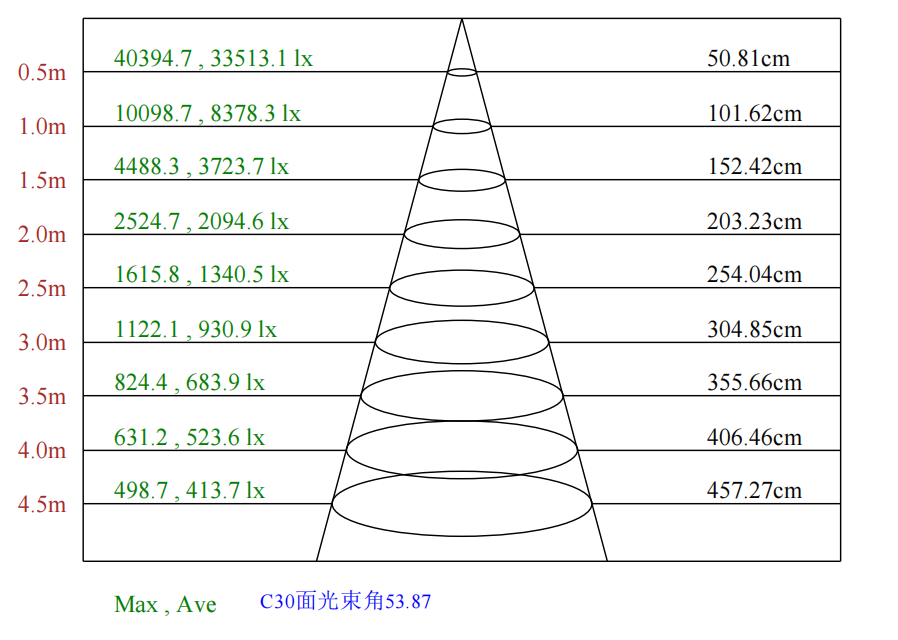 40394.7 , 33513.1 lx 50.81cm
0.5m
10098.7 , 8378.3 lx 101.62cm
1.0m
4488.3 , 3723.7 lx 152.42cm
1.5m
2524.7 , 2094.6 lx 203.23cm
2.0m
1615.8 , 1340.5 lx 254.04cm
2.5m
1122.1 , 930.9 lx 304.85cm
3.0m
824.4 , 683.9 lx 355.66cm
3.5m
631.2 , 523.6 lx 406.46cm
4.0m
498.7 , 413.7 lx 457.27cm
4.5m
Max , Ave C30面光束角53.87